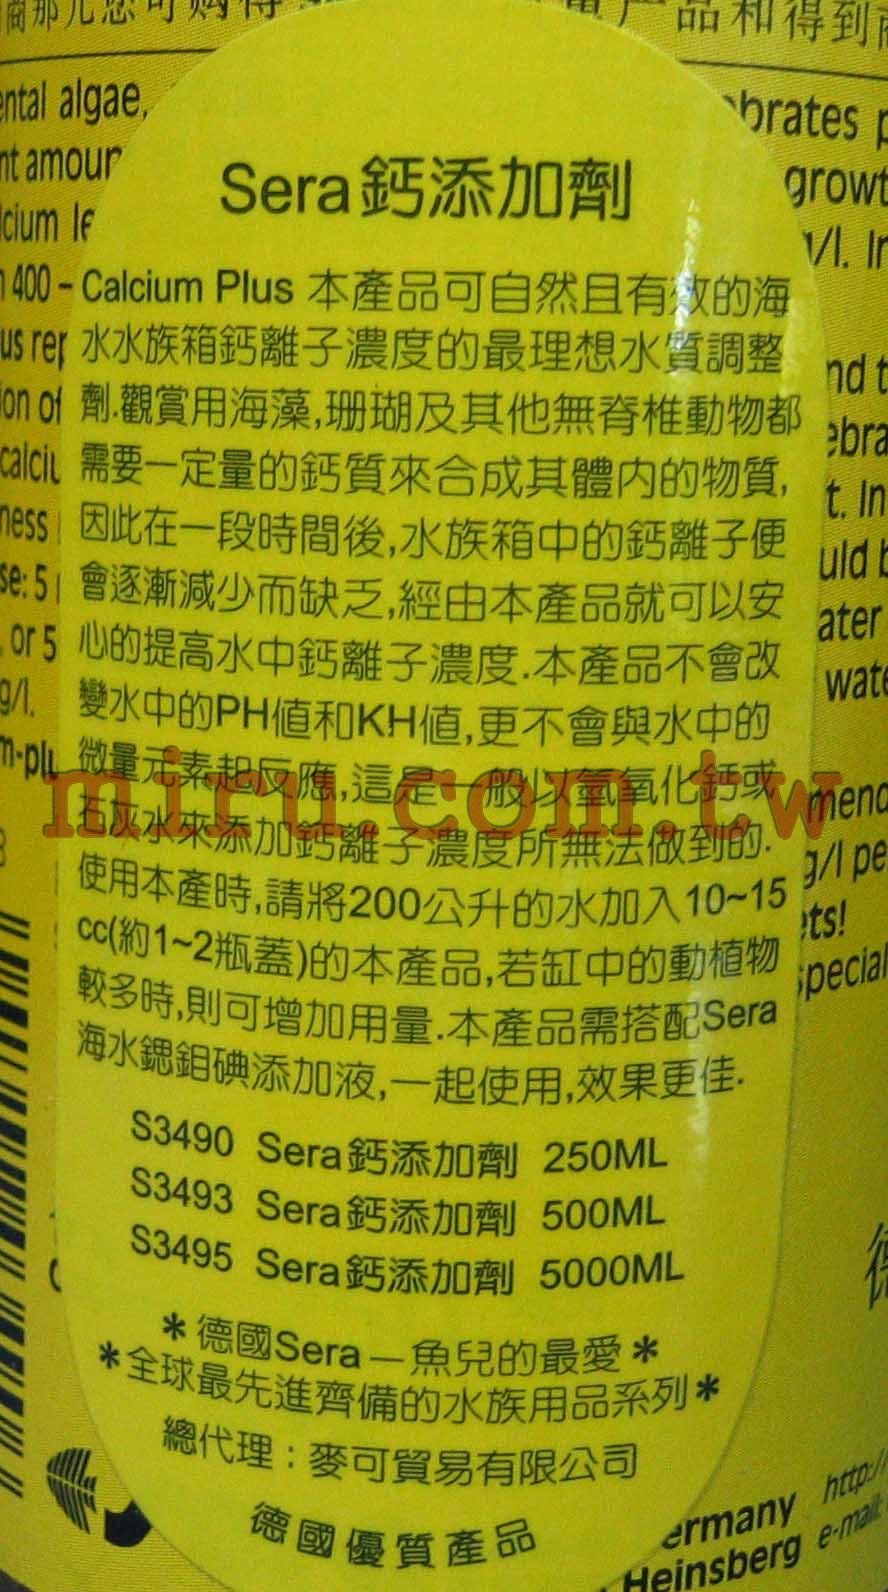 商那兒您可购得
產品和得到商
ental algae,
nt amoun
lcium le
400 –
us rep
ion of
calciu
ness
se: 5
or 5
g/l.
m-plu
Sera鈣添加劑
Calcium Plus 本產品可自然且有效的海
水水族箱鈣離子濃度的最理想水質調整
劑.觀賞用海藻,珊瑚及其他無脊椎動物都
需要一定量的鈣質來合成其體內的物質,
因此在一段時間後,水族箱中的鈣離子便
會逐漸減少而缺乏,經由本產品就可以安
心的提高水中鈣離子濃度.本產品不會改
變水中的PH值和KH值,更不會與水中的
微量元素起反應,這是一般以氫氧化鈣或
石灰水來添加鈣離子濃度所無法做到的.
使用本產時,請將200公升的水加入10~15
cc(約1~2瓶蓋)的本產品,若缸中的動植物
較多時,則可增加用量.本產品需搭配Sera
海水鍶鉬碘添加液,一起使用,效果更佳.
S3490 Sera鈣添加劑 250ML
S3493 Sera鈣添加劑 500ML
S3495 Sera鈣添加劑 5000ML
*德國Sera—魚兒的最愛*
*全球最先進齊備的水族用品系列*
總代理：麥可貿易有限公司
德國優質產品
miru.com.tw
ebrates p
growt
g/l. In
nd t
ebra
t. In
uld b
ater
wate
mend
g/l pe
ets!
special
德
http:/
ermany
e-mail:
Heinsberg